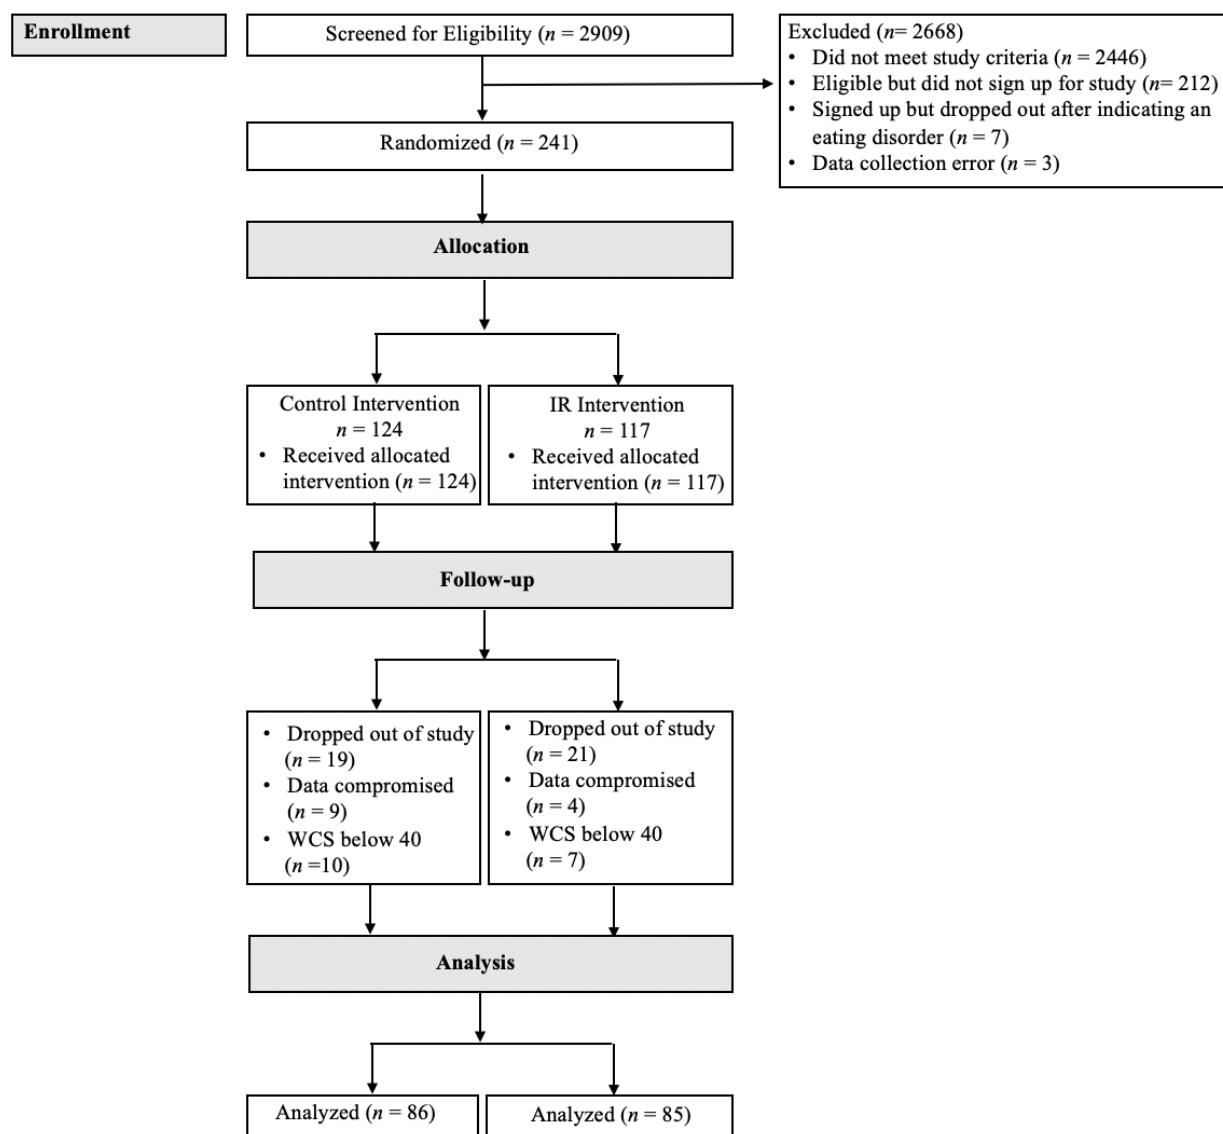 Enrollment
Screened for Eligibility (n = 2909)
Excluded (n= 2668)
• Did not meet study criteria (n = 2446)
• Eligible but did not sign up for study (n= 212)
• Signed up but dropped out after indicating an
eating disorder (n = 7)
• Data collection error (n = 3)
Randomized (n = 241)
Allocation
Control Intervention
n = 124
• Received allocated
intervention (n = 124)
IR Intervention
n = 117
• Received allocated
intervention (n = 117)
Follow-up
• Dropped out of study
(n = 19)
• Data compromised
(n = 9)
• WCS below 40
(n =10)
• Dropped out of study
(n = 21)
• Data compromised
(n = 4)
• WCS below 40
(n = 7)
Analysis
Analyzed (n = 86)
Analyzed (n = 85)